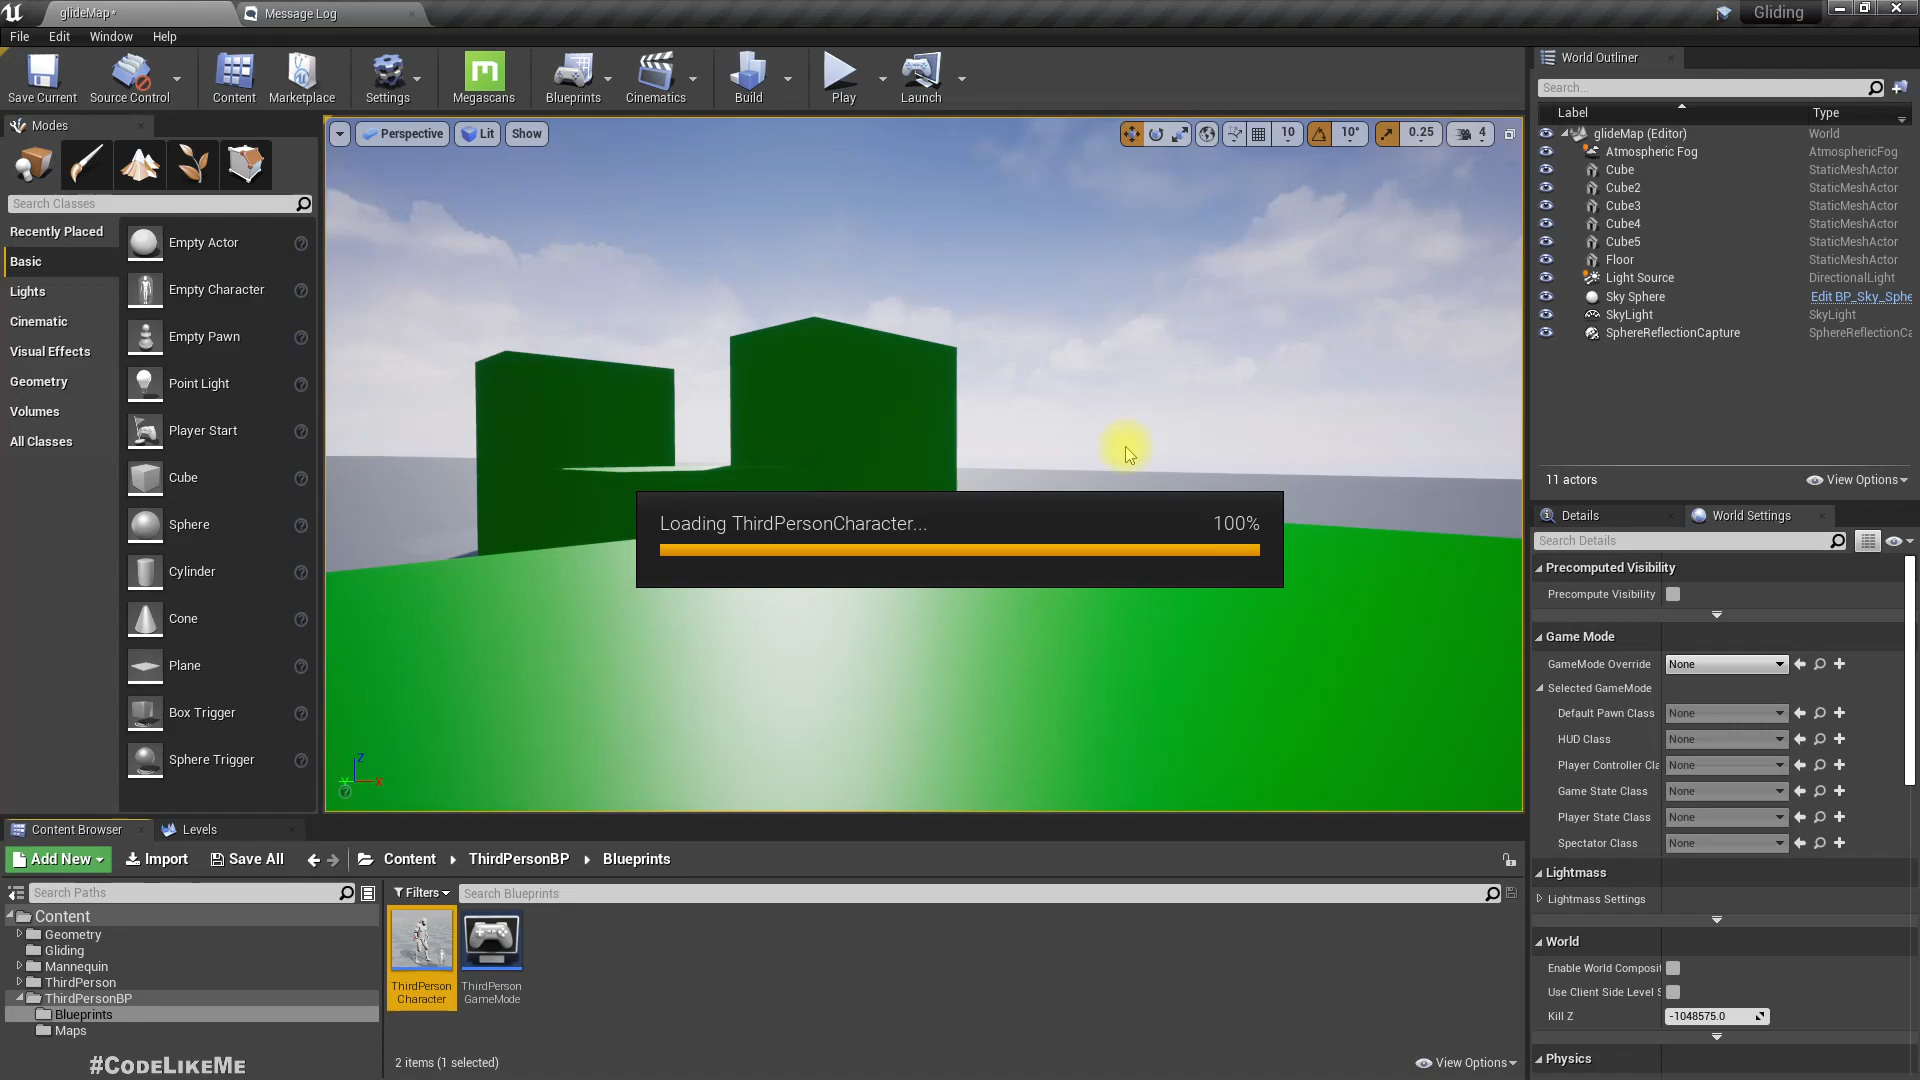 glideMap*
Message Log
Gliding
File
Edit
Window
Help
Save Current
Source Control
Content
Marketplace
Settings
Megascans
Blueprints
Cinematics
Build
Play
Launch
Modes
Search Classes
Recently Placed
Basic
Lights
Cinematic
Visual Effects
Geometry
Volumes
All Classes
Empty Actor
Empty Character
Empty Pawn
Point Light
Player Start
Cube
Sphere
Cylinder
Cone
Plane
Box Trigger
Sphere Trigger
Perspective
Lit
Show
10
10°
0.25
4
Loading ThirdPersonCharacter...
100%
Z
Y
X
World Outliner
Search...
Label
Type
glideMap (Editor)
World
Atmospheric Fog
AtmosphericFog
Cube
StaticMeshActor
Cube2
StaticMeshActor
Cube3
StaticMeshActor
Cube4
StaticMeshActor
Cube5
StaticMeshActor
Floor
StaticMeshActor
Light Source
DirectionalLight
Sky Sphere
Edit BP_Sky_Sphe
SkyLight
SkyLight
SphereReflectionCapture
SphereReflectionCa
11 actors
View Options
Details
World Settings
Search Details
Precomputed Visibility
Precompute Visibility
Game Mode
GameMode Override
None
Selected GameMode
Default Pawn Class
None
HUD Class
None
Player Controller Cla
None
Game State Class
None
Player State Class
None
Spectator Class
None
Lightmass
Lightmass Settings
World
Enable World Composit
Use Client Side Level S
Kill Z
-1048575.0
Physics
Content Browser
Levels
Add New
Import
Save All
Content
ThirdPersonBP
Blueprints
Search Paths
Filters
Search Blueprints
Content
Geometry
Gliding
Mannequin
ThirdPerson
ThirdPersonBP
Blueprints
Maps
ThirdPerson
Character
ThirdPerson
GameMode
2 items (1 selected)
View Options
#CodeLikeMe